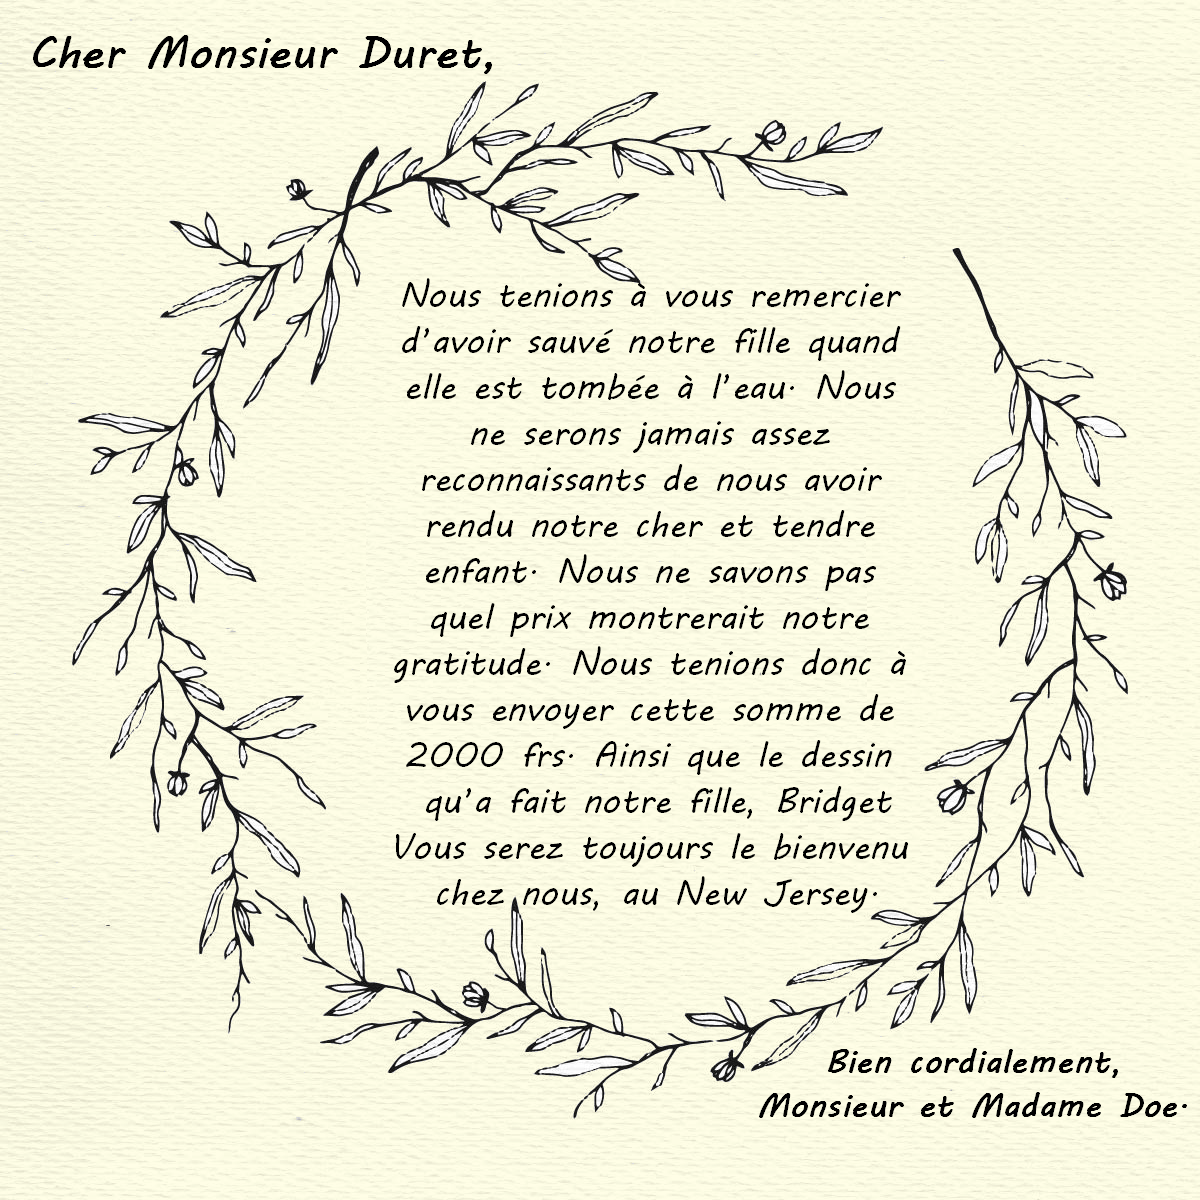 Cher Monsieur Duret,
Nous tenions à vous remercier
d'avoir sauvé notre fille quand
elle est tombée à l'eau. Nous
ne serons jamais assez
reconnaissants de nous avoir
rendu notre cher et tendre
enfant. Nous ne savons pas
quel prix montrerait notre
gratitude. Nous tenions donc à
vous envoyer cette somme de
2000 frs. Ainsi que le dessin
qu'a fait notre fille, Bridget
Vous serez toujours le bienvenu
chez nous, au New Jersey.
Bien cordialement,
Monsieur et Madame Doe.